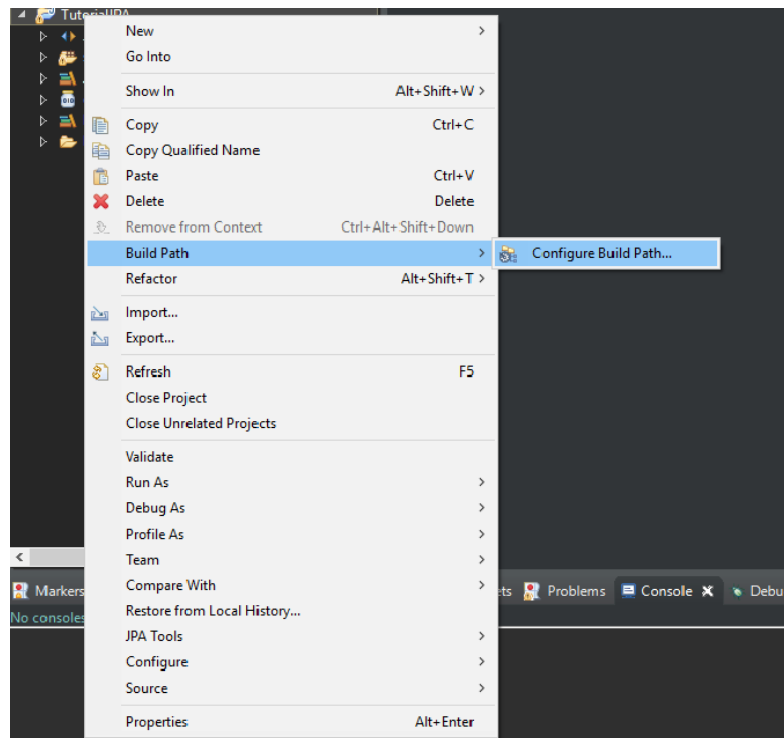 TutorialJPA
New >
Go Into
Show In Alt+Shift+W >
Copy Ctrl+C
Copy Qualified Name
Paste Ctrl+V
Delete Delete
Remove from Context Ctrl+Alt+Shift+Down
Build Path > Configure Build Path...
Refactor Alt+Shift+T >
Import...
Export...
Refresh F5
Close Project
Close Unrelated Projects
Validate
Run As >
Debug As >
Profile As >
Team >
Compare With >
Markers ets Problems Console Debu
Restore from Local History...
No consoles
JPA Tools >
Configure >
Source >
Properties Alt+Enter